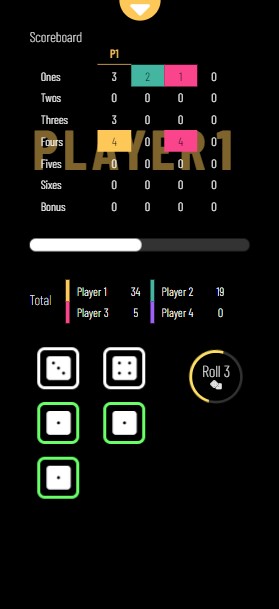 Scoreboard
P1
Ones 3 2 1 0
Twos 0 0 0 0
Threes 3 0 0 0
Fours 4 0 4 0
PLAYER 1
Fives 0 0 0 0
Sixes 0 0 0 0
Bonus 0 0 0 0
Total
Player 1 34 Player 2 19
Player 3 5 Player 4 0
Roll 3